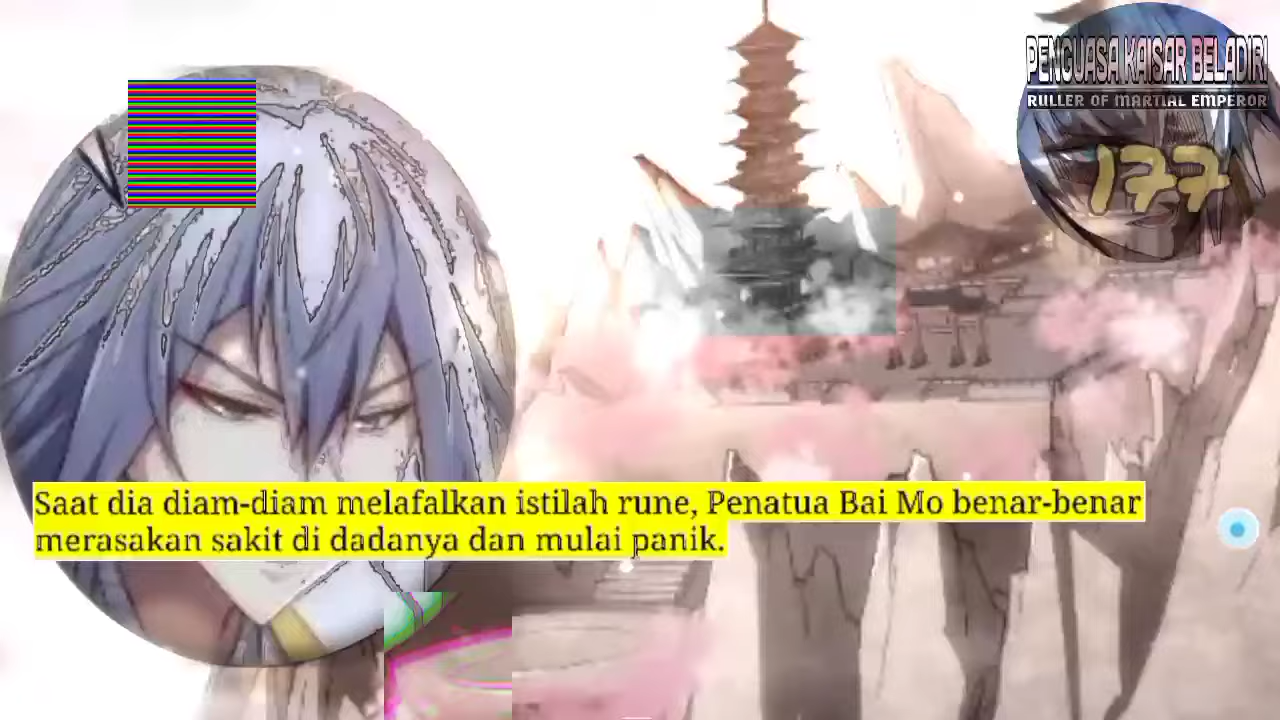 PENGUASA KAISAR BELADIRI
RULLER OF MARTIAL EMPEROR
177
Saat dia diam-diam melafalkan istilah rune, Penatua Bai Mo benar-benar
merasakan sakit di dadanya dan mulai panik.